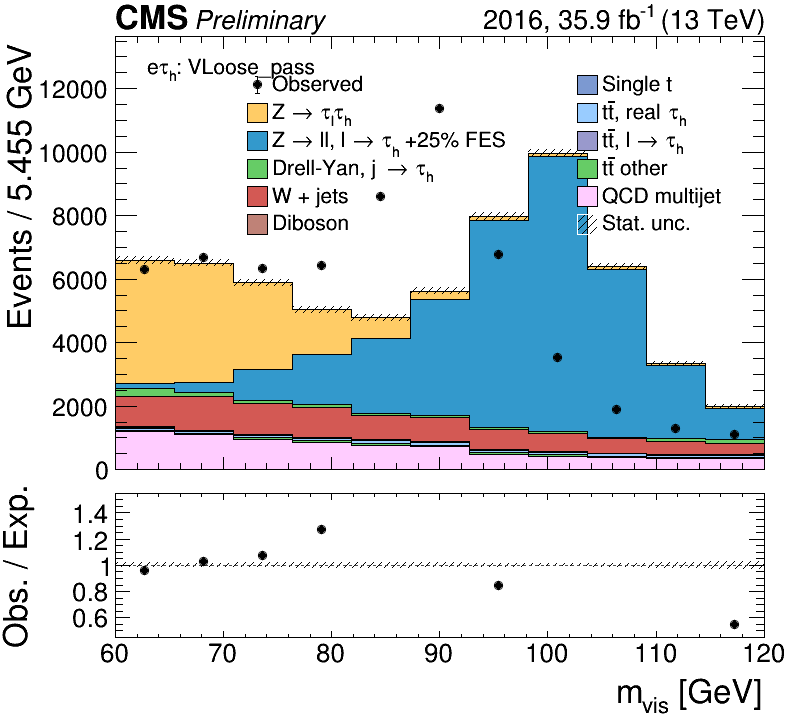 CMS Preliminary 2016, 35.9 fb⁻¹ (13 TeV)
eτₕ: VLoose_pass
Observed
Z → τₗτₕ
Z → ll, l → τₕ +25% FES
Drell-Yan, j → τₕ
W + jets
Diboson
Single t
tt̄, real τₕ
tt̄, l → τₕ
tt̄ other
QCD multijet
Stat. unc.
Events / 5.455 GeV
12000
10000
8000
6000
4000
2000
0
Obs. / Exp.
1.4
1.2
1
0.8
0.6
60 70 80 90 100 110 120
m_vis [GeV]